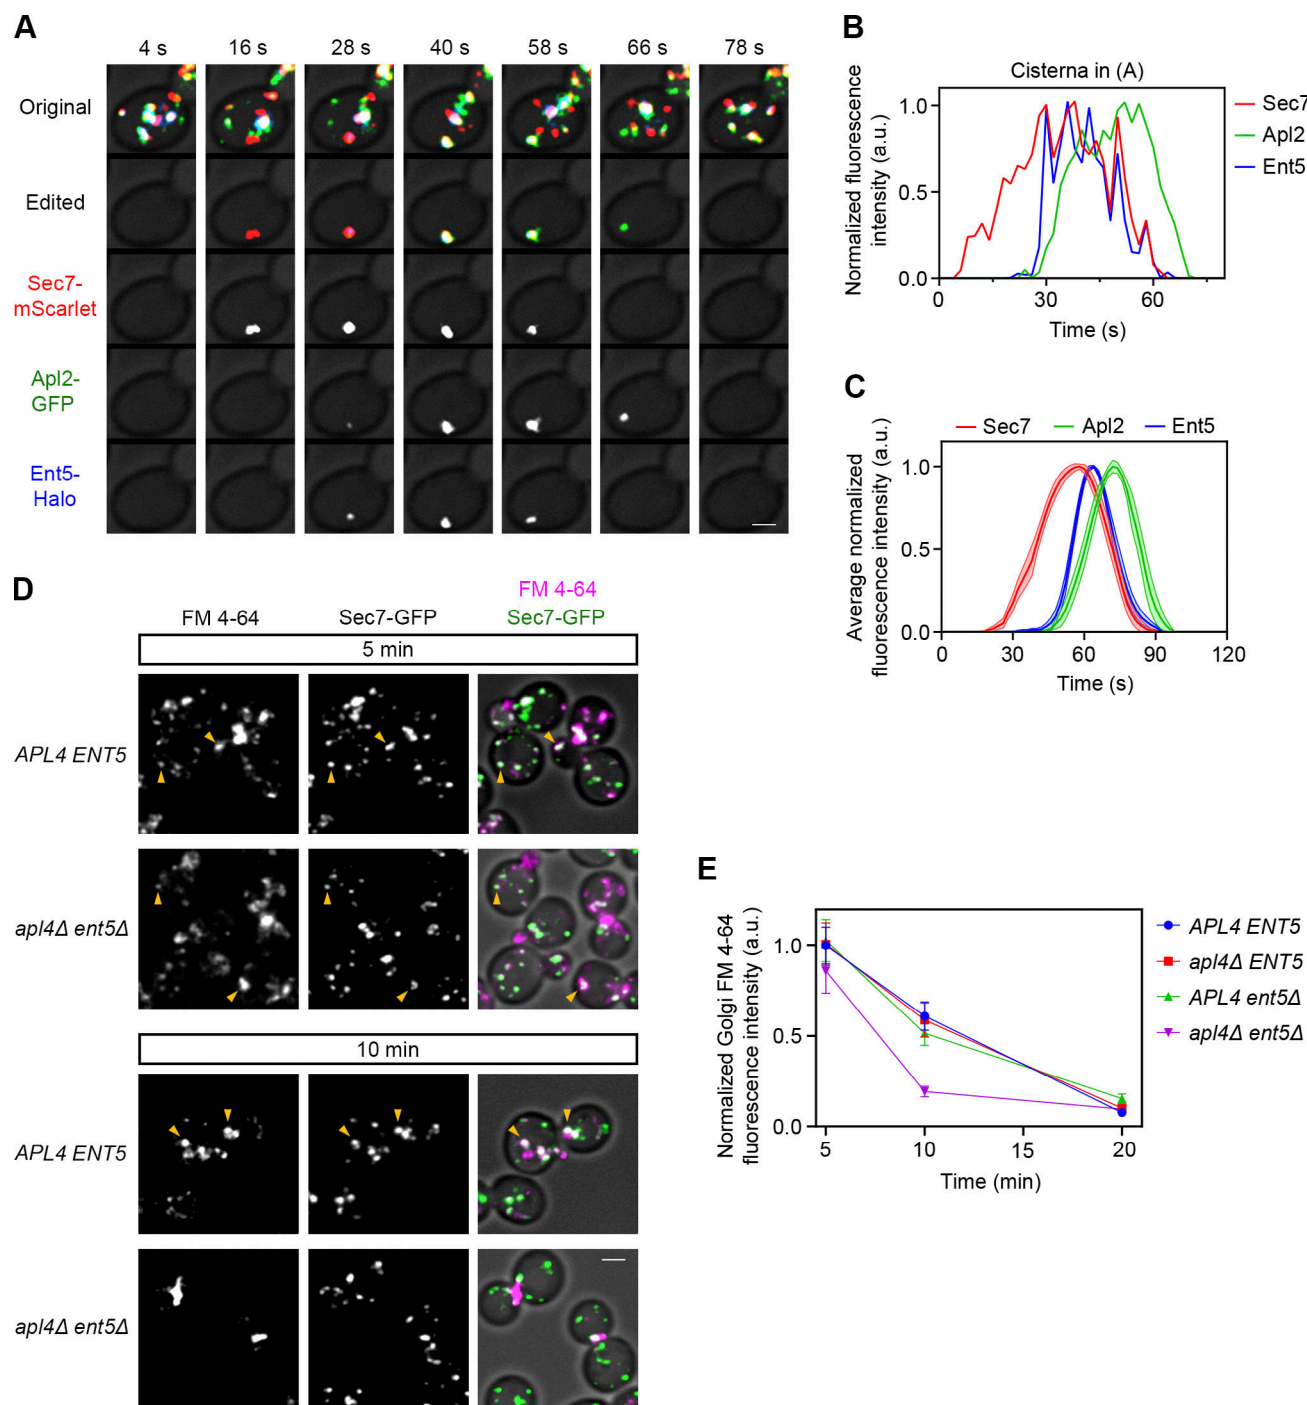 A
4 s 16 s 28 s 40 s 58 s 66 s 78 s
Original
Edited
Sec7-
mScarlet
Apl2-
GFP
Ent5-
Halo
B
Cisterna in (A)
Normalized fluorescence
intensity (a.u.)
1.0
0.5
0.0
0 30 60
Time (s)
Sec7
Apl2
Ent5
C
Sec7 Apl2 Ent5
Average normalized
fluorescence intensity (a.u.)
1.0
0.5
0.0
0 30 60 90 120
Time (s)
D
FM 4-64
FM 4-64 Sec7-GFP Sec7-GFP
5 min
APL4 ENT5
apl4Δ ent5Δ
10 min
APL4 ENT5
apl4Δ ent5Δ
E
Normalized Golgi FM 4-64
fluorescence intensity (a.u.)
1.0
0.5
0.0
5 10 15 20
Time (min)
APL4 ENT5
apl4Δ ENT5
APL4 ent5Δ
apl4Δ ent5Δ